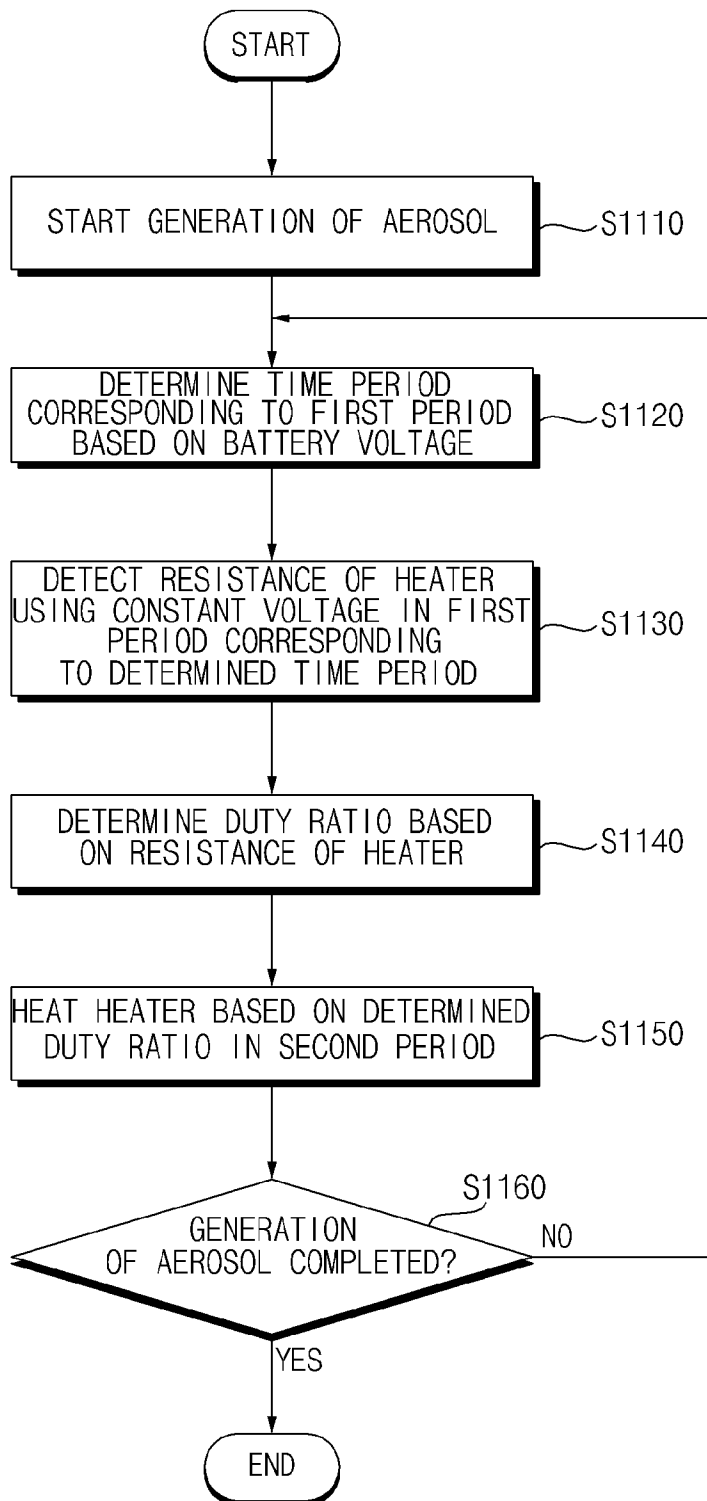 START
START GENERATION OF AEROSOL
S1110
DETERMINE TIME PERIOD
CORRESPONDING TO FIRST PERIOD
BASED ON BATTERY VOLTAGE
S1120
DETECT RESISTANCE OF HEATER
USING CONSTANT VOLTAGE IN FIRST
PERIOD CORRESPONDING
TO DETERMINED TIME PERIOD
S1130
DETERMINE DUTY RATIO BASED
ON RESISTANCE OF HEATER
S1140
HEAT HEATER BASED ON DETERMINED
DUTY RATIO IN SECOND PERIOD
S1150
S1160
GENERATION
OF AEROSOL COMPLETED?
NO
YES
END